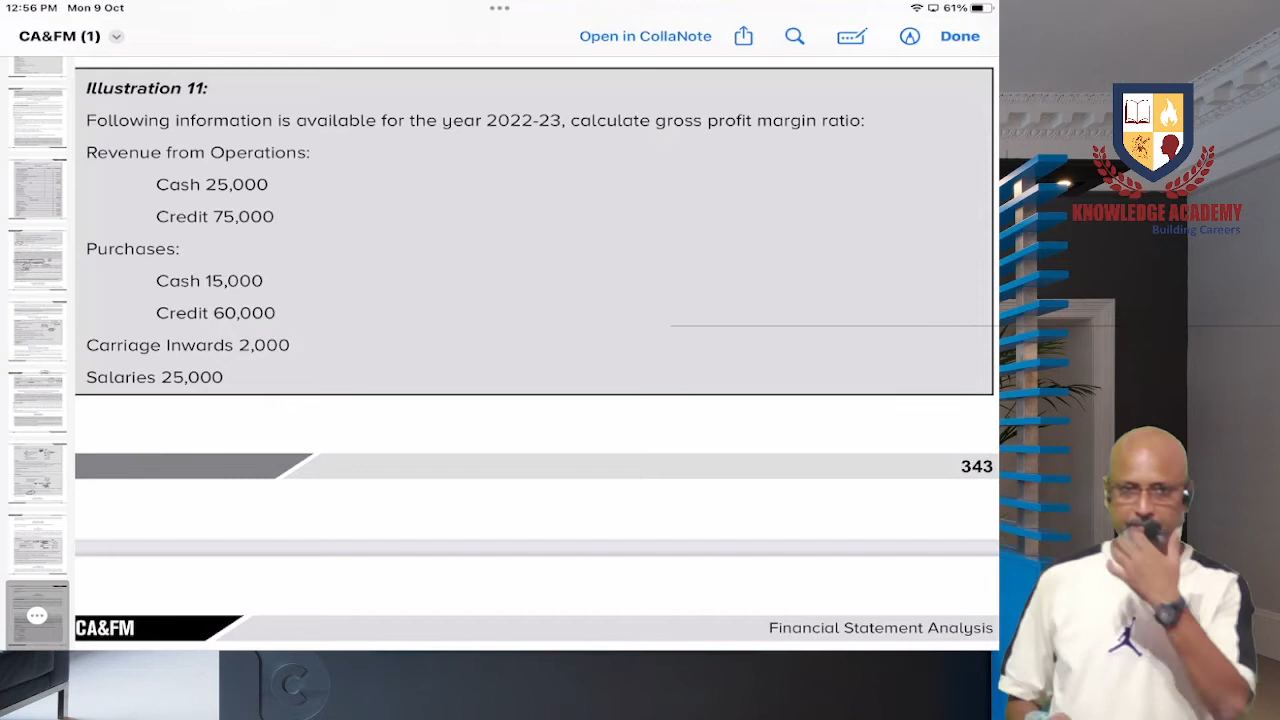 12:56 PM Mon 9 Oct
61%
CA&FM (1)
Open in CollaNote
Done
Illustration 11:
Following information is available for the year 2022-23, calculate gross profit margin ratio:
Revenue from Operations:
Cash 25,000
Credit 75,000
Purchases:
Cash 15,000
Credit 60,000
Carriage Inwards 2,000
Salaries 25,000
343
CA&FM
Financial Statement Analysis
KNOWLEDGE ACADEMY
Building Careers